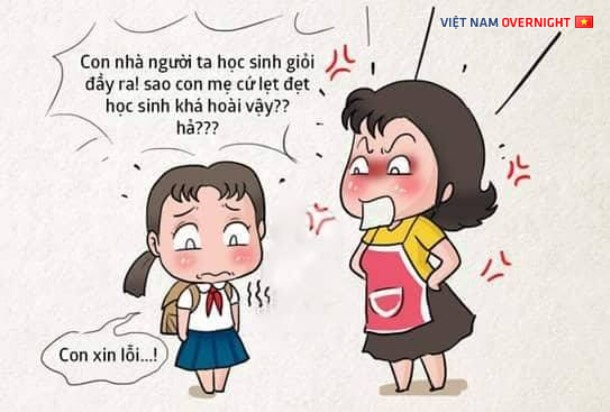 VIỆT NAM OVERNIGHT
Con nhà người ta học sinh giỏi
đầy ra! sao con mẹ cứ lẹt đẹt
học sinh khá hoài vậy??
hả???
Con xin lỗi...!